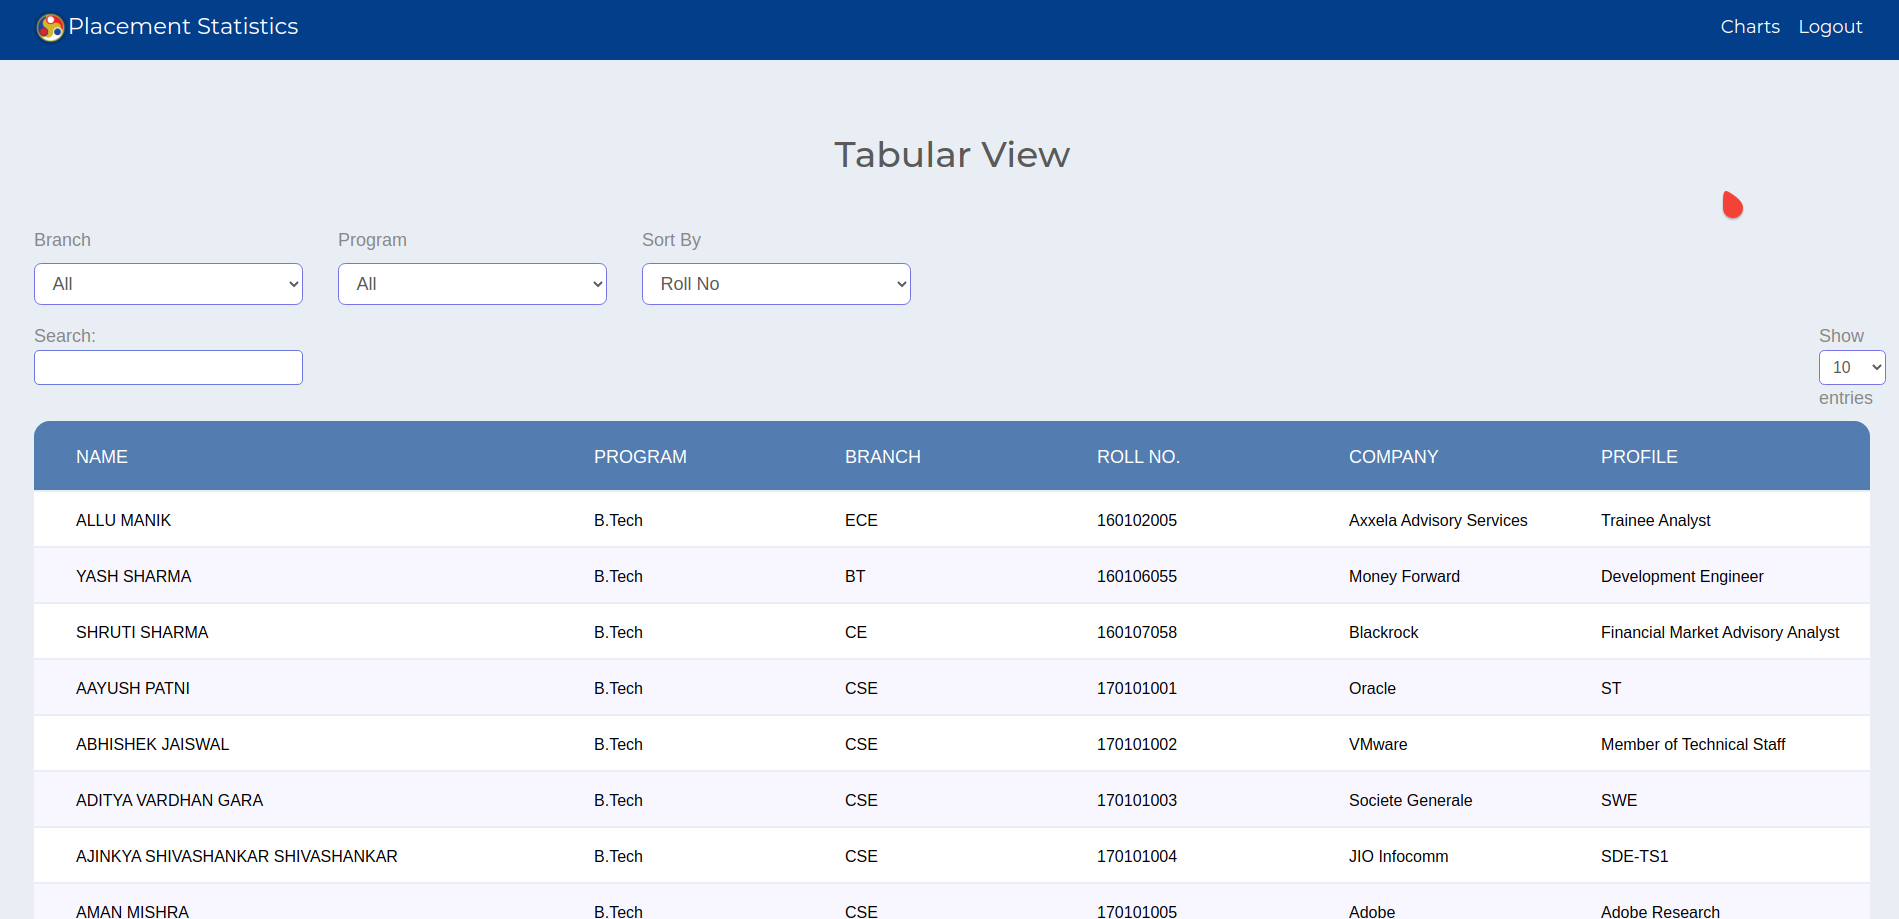 Placement Statistics Charts Logout
Tabular View
Branch Program Sort By
All All Roll No
Search: Show
10
entries
NAME PROGRAM BRANCH ROLL NO. COMPANY PROFILE
ALLU MANIK B.Tech ECE 160102005 Axxela Advisory Services Trainee Analyst
YASH SHARMA B.Tech BT 160106055 Money Forward Development Engineer
SHRUTI SHARMA B.Tech CE 160107058 Blackrock Financial Market Advisory Analyst
AAYUSH PATNI B.Tech CSE 170101001 Oracle ST
ABHISHEK JAISWAL B.Tech CSE 170101002 VMware Member of Technical Staff
ADITYA VARDHAN GARA B.Tech CSE 170101003 Societe Generale SWE
AJINKYA SHIVASHANKAR SHIVASHANKAR B.Tech CSE 170101004 JIO Infocomm SDE-TS1
AMAN MISHRA B.Tech CSE 170101005 Adobe Adobe Research